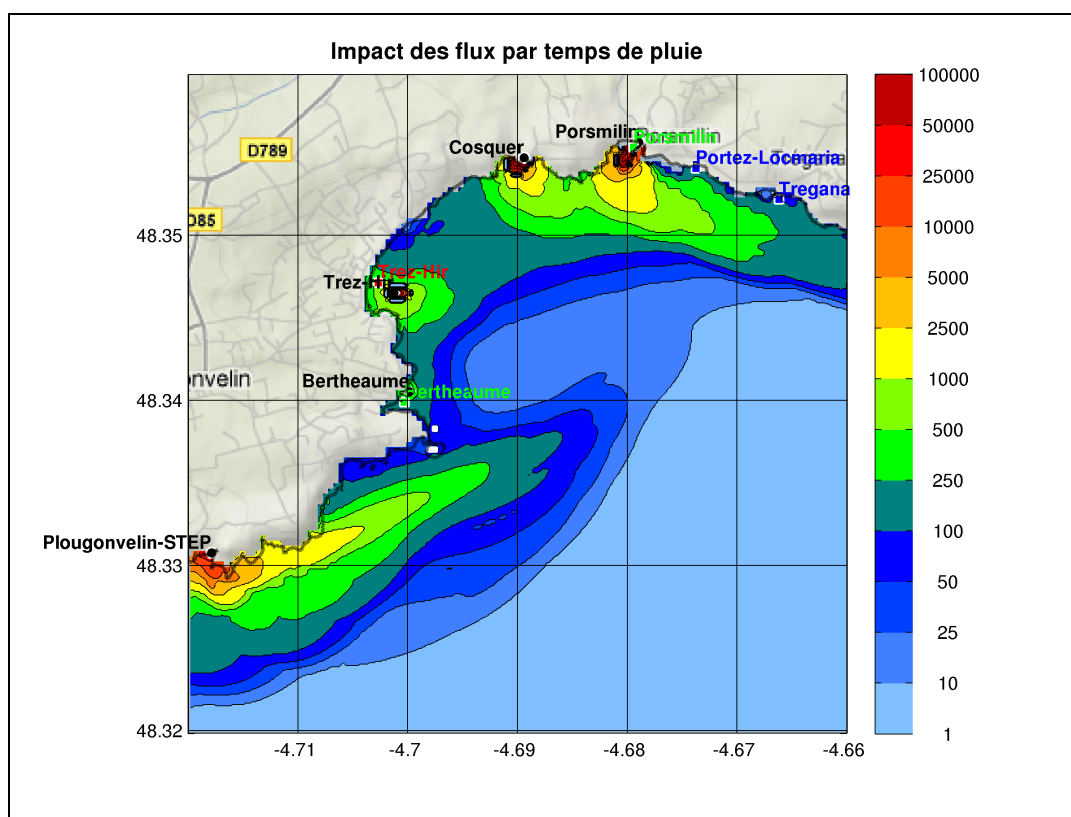 Impact des flux par temps de pluie
100000
50000
25000
10000
5000
2500
1000
500
250
100
50
25
10
1
D789
D85
Cosquer
Porsmilin
Porsmilin
Portez-Locmaria
Tregana
48.35
Trez-Hir
Trez-Hir
onvelin
Bertheaume
Bertheaume
48.34
Plougonvelin-STEP
48.33
48.32
-4.71
-4.7
-4.69
-4.68
-4.67
-4.66